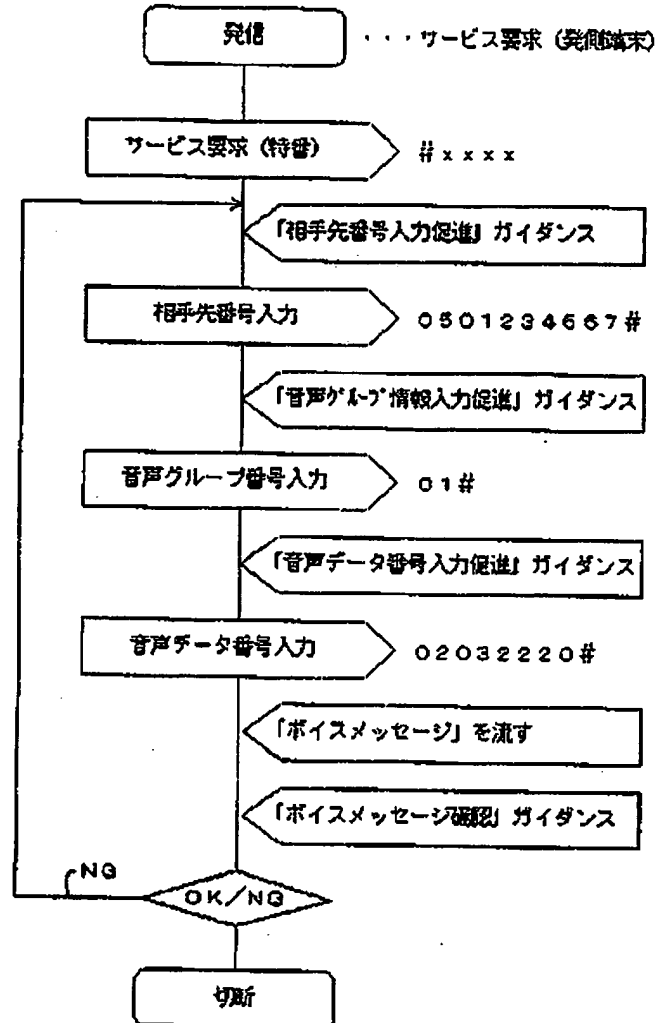 発信 ・・・サービス要求（発側端末）
サービス要求（特番） #xxxx
「相手先番号入力促進」ガイダンス
相手先番号入力 0501234567#
「音声グループ情報入力促進」ガイダンス
音声グループ番号入力 01#
「音声データ番号入力促進」ガイダンス
音声データ番号入力 02032220#
「ボイスメッセージ」を流す
「ボイスメッセージ確認」ガイダンス
NG
OK/NG
切断